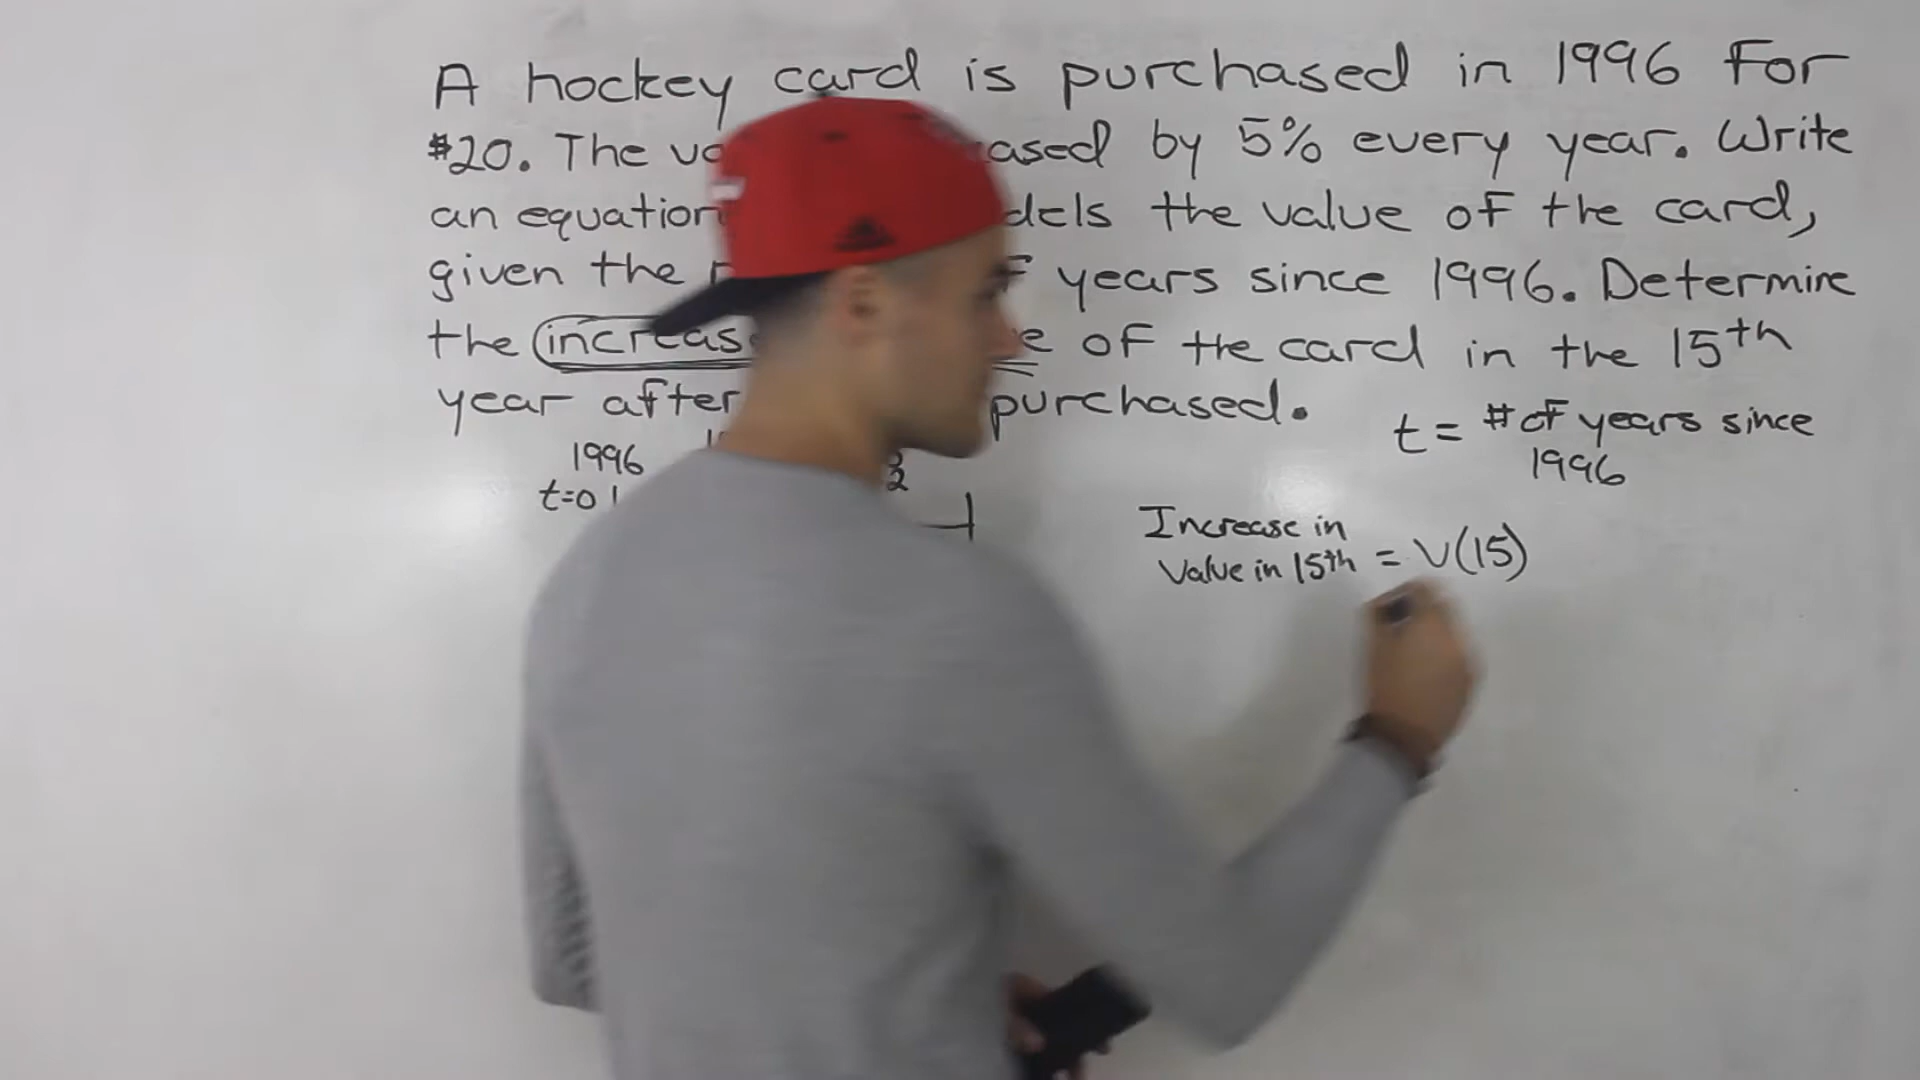 A hockey card is purchased in 1996 for
$20. The ased by 5% every year. Write
an equation dels the value of the card,
given the years since 1996. Determine
the increas e of the card in the 15th
year after purchased.
t = # of years since
1996
1996
t=0
2
Increase in
Value in 15th = V(15)